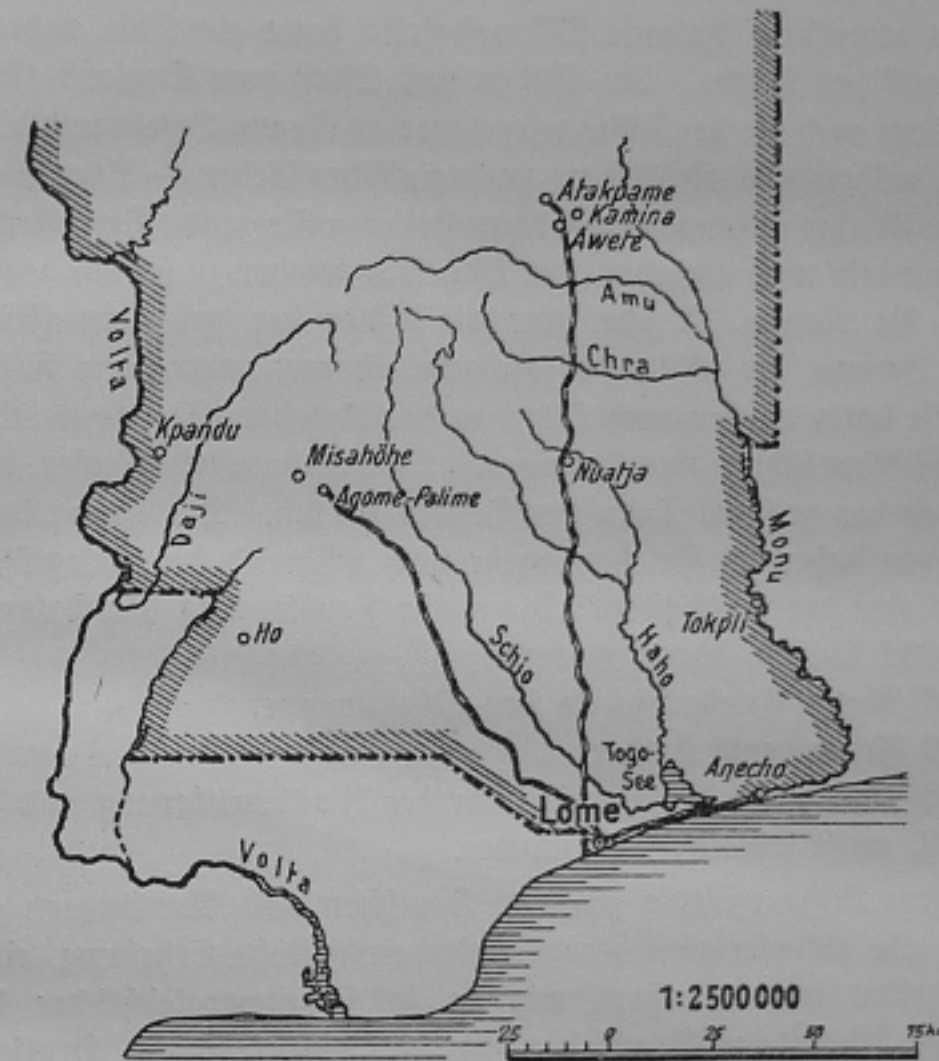 Atakpame
Kamina
Awete
Amu
Volta
Chra
Kpandu
Misahöhe
Nuatja
Agome-Palime
Daji
Monu
Tokpli
Ho
Schio
Haho
Togo-
See
Anecho
Lome
Volta
1:2500000
25 0 25 50 75 km